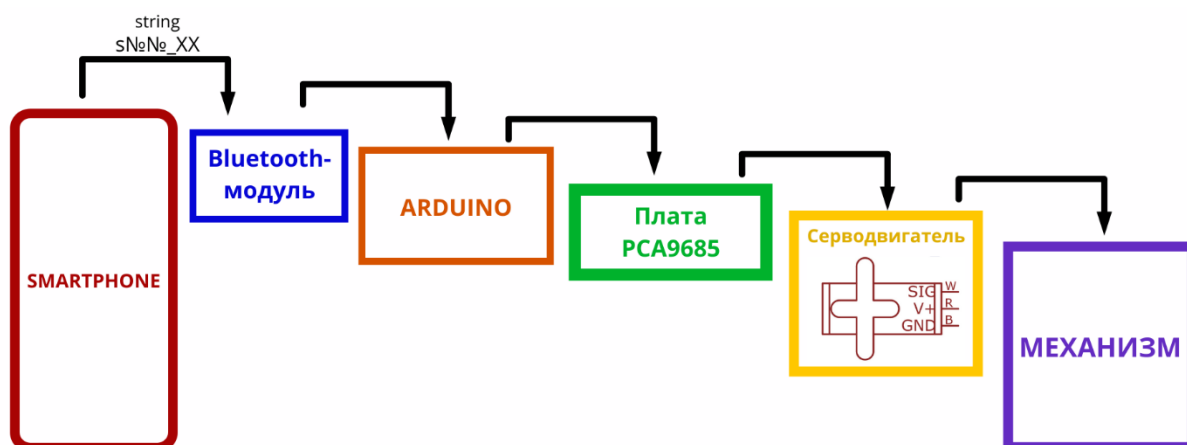 string
s№№_XX
SMARTPHONE
Bluetooth-
модуль
ARDUINO
Плата
PCA9685
Серводвигатель
SIG W
V+ R
GND B
МЕХАНИЗМ